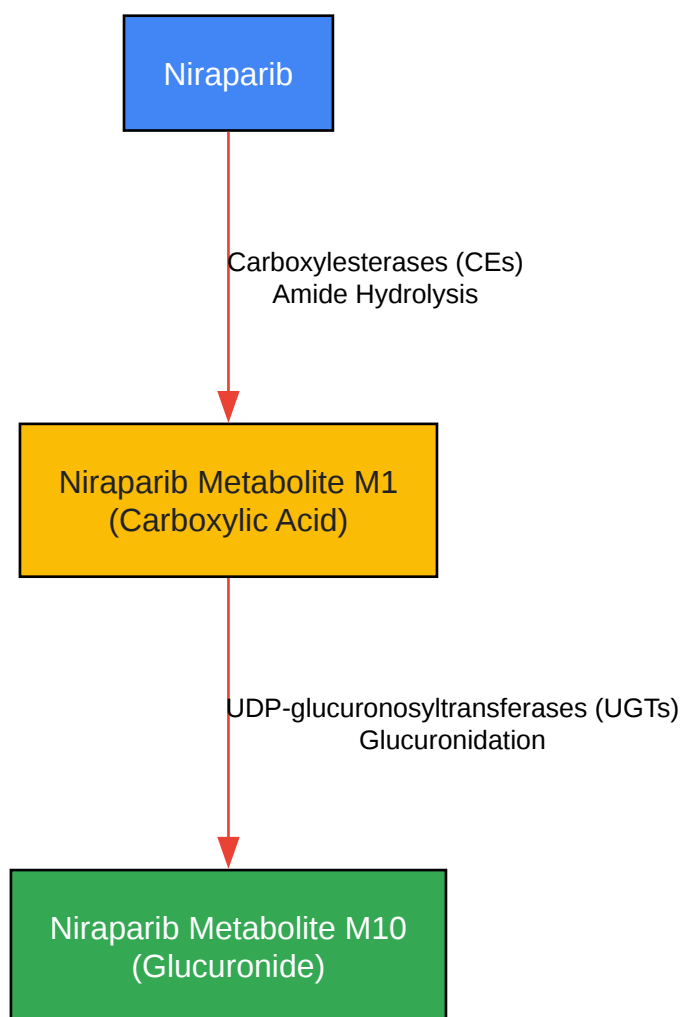 Niraparib
Carboxylesterases (CEs)
Amide Hydrolysis
Niraparib Metabolite M1
(Carboxylic Acid)
UDP-glucuronosyltransferases (UGTs)
Glucuronidation
Niraparib Metabolite M10
(Glucuronide)